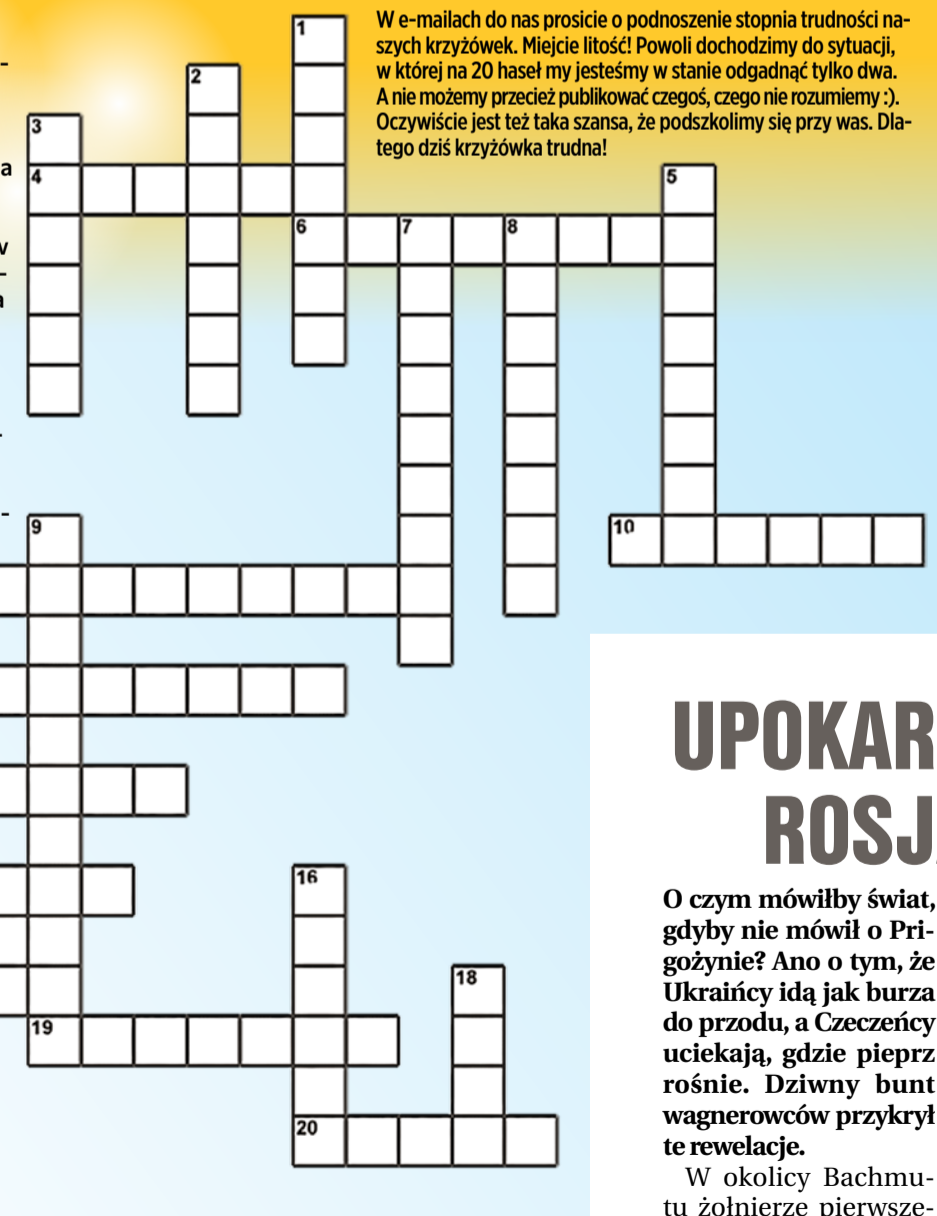 W e-mailach do nas prosicie o podnoszenie stopnia trudności na-
szych krzyżówek. Miejcie litość! Powoli dochodzimy do sytuacji,
w której na 20 haseł my jesteśmy w stanie odgadnąć tylko dwa.
A nie możemy przecież publikować czegoś, czego nie rozumiemy :).
Oczywiście jest też taka szansa, że podszkolimy się przy was. Dla-
tego dziś krzyżówka trudna!
1
2
3
a
4
5
6
7
8
9
10
16
18
19
20
UPOKAR
ROSJ
O czym mówiłby świat,
gdyby nie mówił o Pri-
gożynie? Ano o tym, że
Ukraińcy idą jak burza
do przodu, a Czeczeńcy
uciekają, gdzie pieprz
rośnie. Dziwny bunt
wagnerowców przykrył
te rewelacje.
W okolicy Bachmu-
tu żołnierze pierwsze-